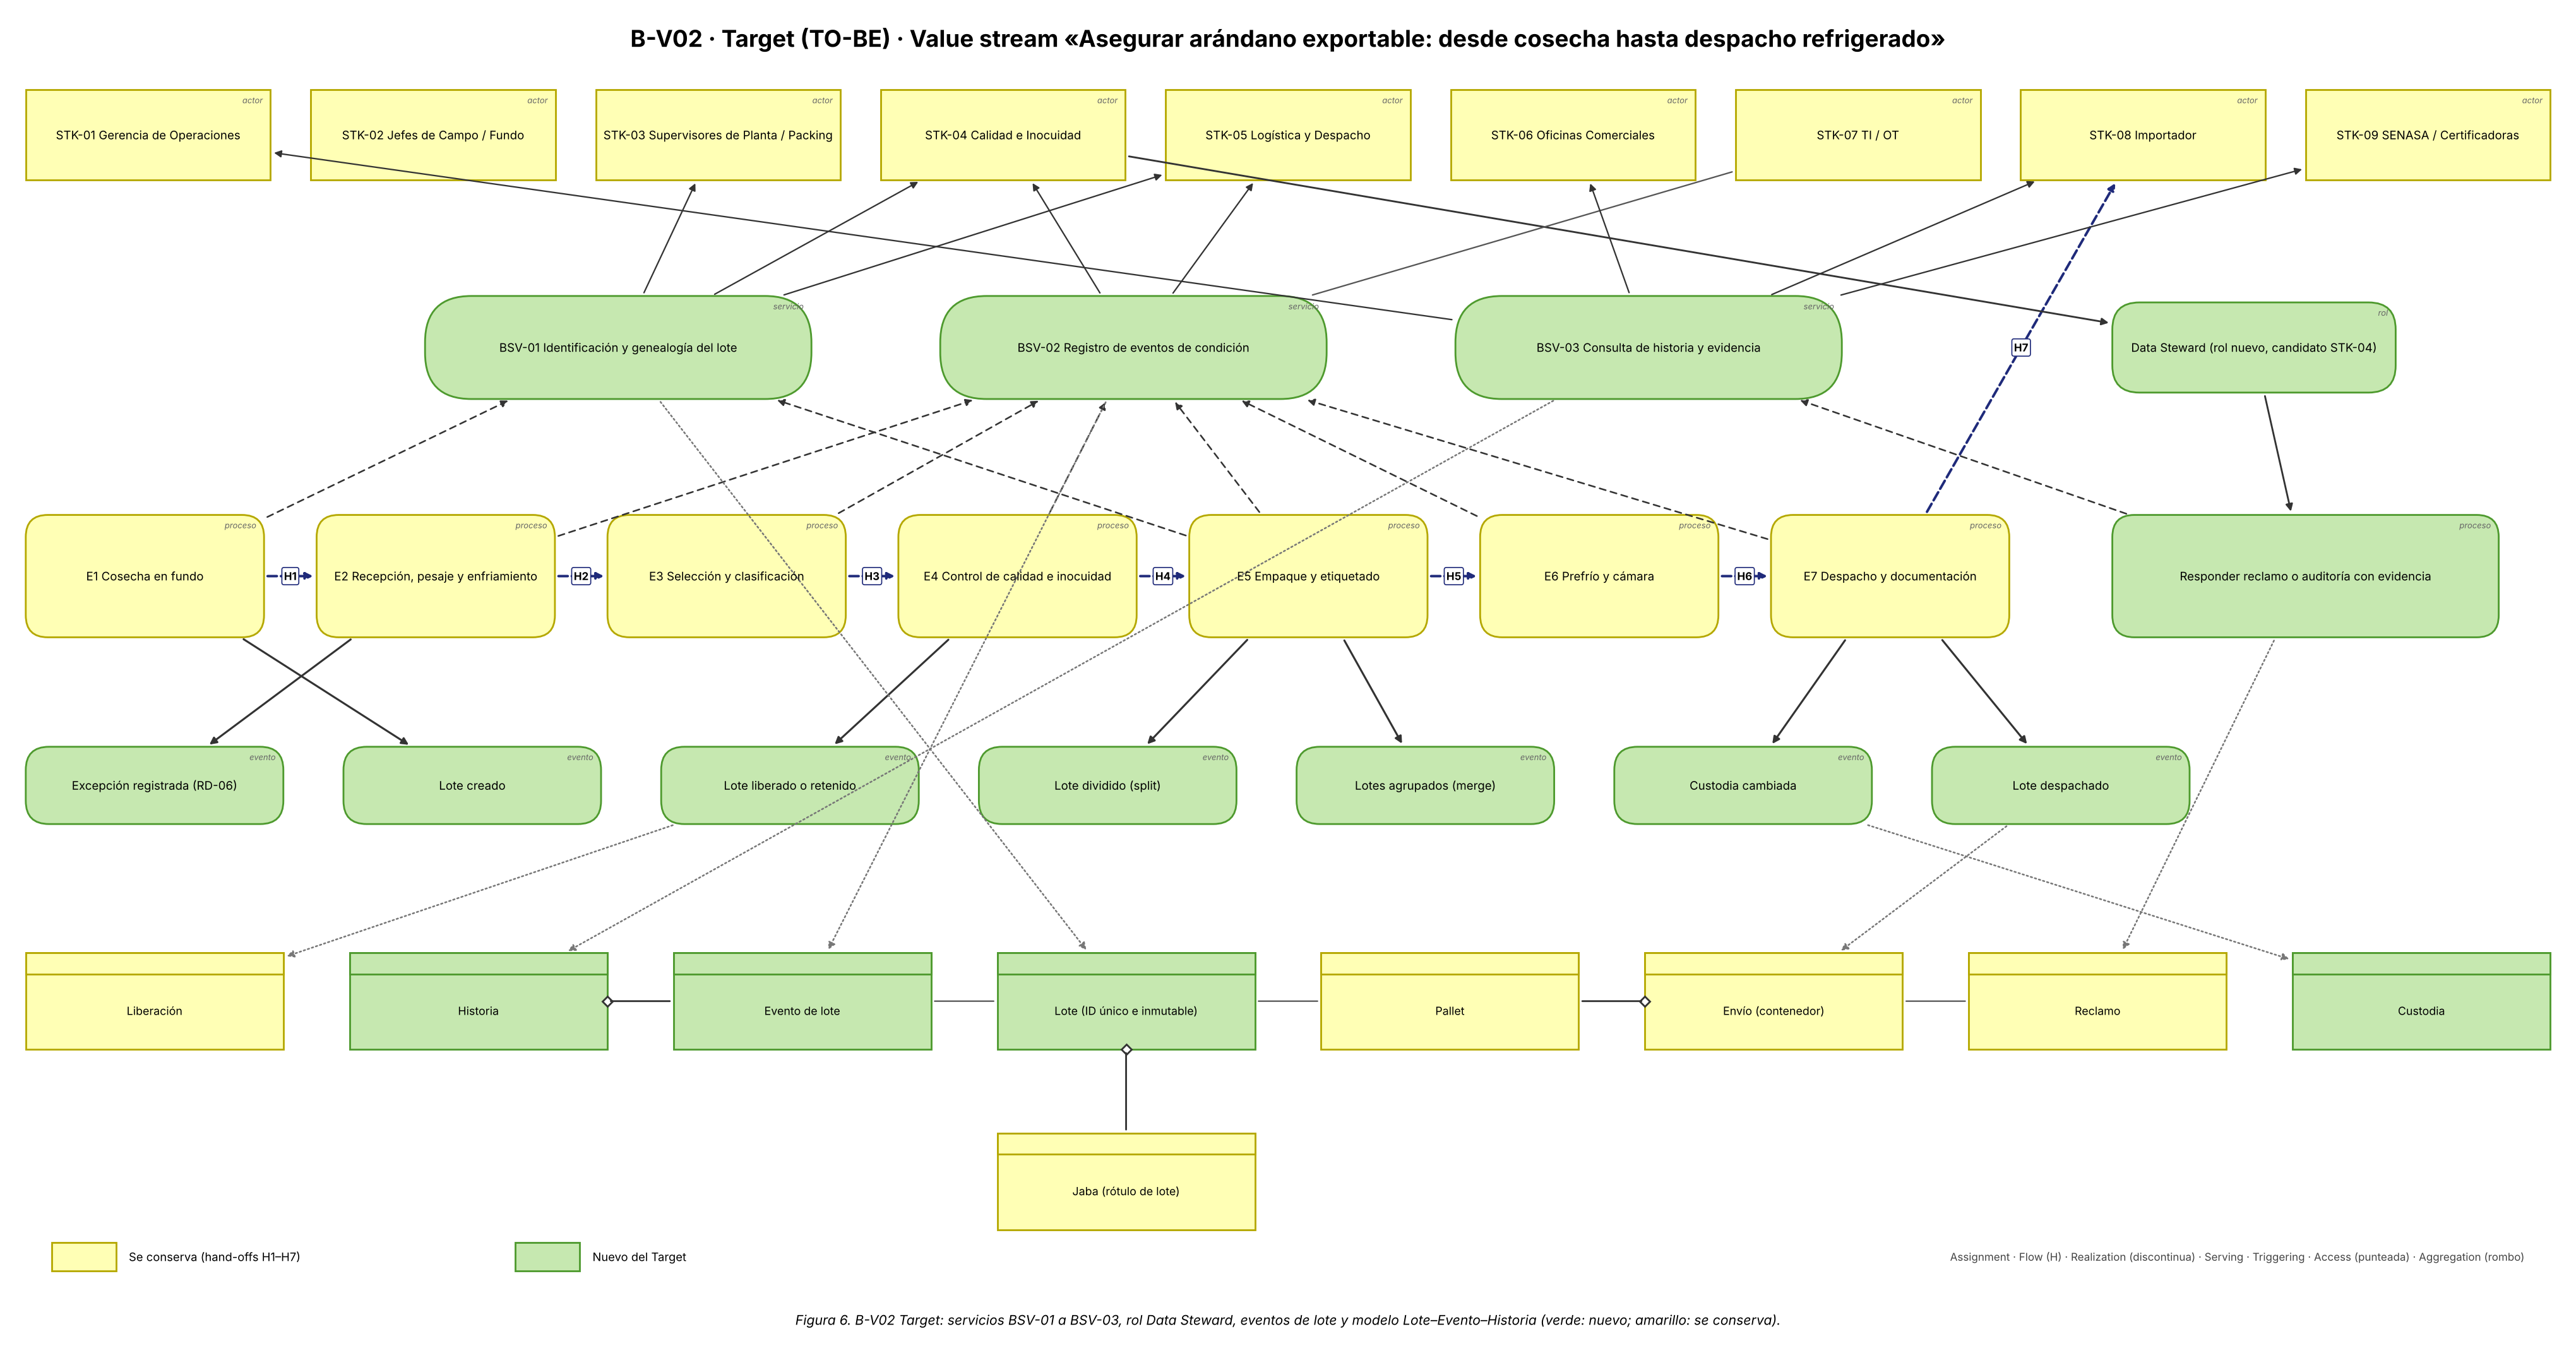 B-V02 · Target (TO-BE) · Value stream «Asegurar arándano exportable: desde cosecha hasta despacho refrigerado»
actor
STK-01 Gerencia de Operaciones
actor
STK-02 Jefes de Campo / Fundo
actor
STK-03 Supervisores de Planta / Packing
actor
STK-04 Calidad e Inocuidad
actor
STK-05 Logística y Despacho
actor
STK-06 Oficinas Comerciales
actor
STK-07 TI / OT
actor
STK-08 Importador
actor
STK-09 SENASA / Certificadoras
servicio
BSV-01 Identificación y genealogía del lote
servicio
BSV-02 Registro de eventos de condición
servicio
BSV-03 Consulta de historia y evidencia
H7
rol
Data Steward (rol nuevo, candidato STK-04)
proceso
E1 Cosecha en fundo
H1
proceso
E2 Recepción, pesaje y enfriamiento
H2
proceso
E3 Selección y clasificación
H3
proceso
E4 Control de calidad e inocuidad
H4
proceso
E5 Empaque y etiquetado
H5
proceso
E6 Prefrío y cámara
H6
proceso
E7 Despacho y documentación
proceso
Responder reclamo o auditoría con evidencia
evento
Excepción registrada (RD-06)
evento
Lote creado
evento
Lote liberado o retenido
evento
Lote dividido (split)
evento
Lotes agrupados (merge)
evento
Custodia cambiada
evento
Lote despachado
Liberación
Historia
Evento de lote
Lote (ID único e inmutable)
Pallet
Envío (contenedor)
Reclamo
Custodia
Jaba (rótulo de lote)
Se conserva (hand-offs H1–H7)
Nuevo del Target
Assignment · Flow (H) · Realization (discontinua) · Serving · Triggering · Access (punteada) · Aggregation (rombo)
Figura 6. B-V02 Target: servicios BSV-01 a BSV-03, rol Data Steward, eventos de lote y modelo Lote–Evento–Historia (verde: nuevo; amarillo: se conserva).